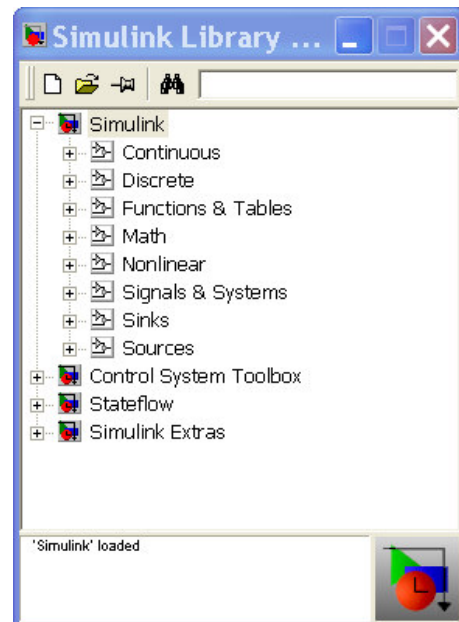 Simulink Library ...
Simulink
Continuous
Discrete
Functions & Tables
Math
Nonlinear
Signals & Systems
Sinks
Sources
Control System Toolbox
Stateflow
Simulink Extras
'Simulink' loaded